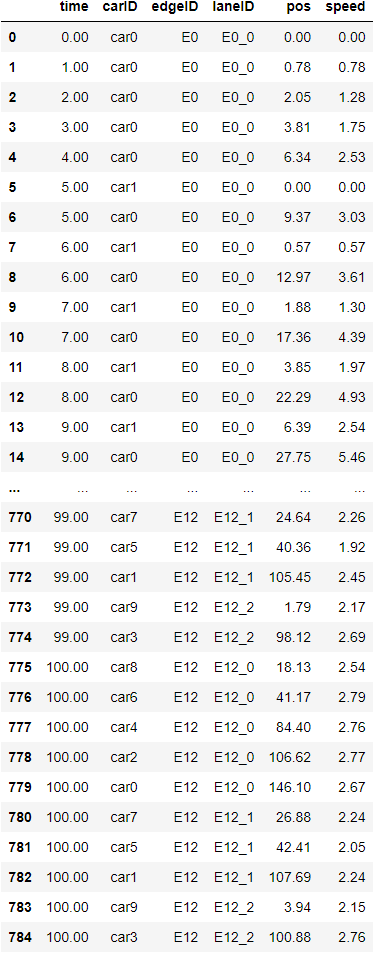 time carID edgeID laneID pos speed
0 0.00 car0 E0 E0_0 0.00 0.00
1 1.00 car0 E0 E0_0 0.78 0.78
2 2.00 car0 E0 E0_0 2.05 1.28
3 3.00 car0 E0 E0_0 3.81 1.75
4 4.00 car0 E0 E0_0 6.34 2.53
5 5.00 car1 E0 E0_0 0.00 0.00
6 5.00 car0 E0 E0_0 9.37 3.03
7 6.00 car1 E0 E0_0 0.57 0.57
8 6.00 car0 E0 E0_0 12.97 3.61
9 7.00 car1 E0 E0_0 1.88 1.30
10 7.00 car0 E0 E0_0 17.36 4.39
11 8.00 car1 E0 E0_0 3.85 1.97
12 8.00 car0 E0 E0_0 22.29 4.93
13 9.00 car1 E0 E0_0 6.39 2.54
14 9.00 car0 E0 E0_0 27.75 5.46
... ... ... ... ... ... ...
770 99.00 car7 E12 E12_1 24.64 2.26
771 99.00 car5 E12 E12_1 40.36 1.92
772 99.00 car1 E12 E12_1 105.45 2.45
773 99.00 car9 E12 E12_2 1.79 2.17
774 99.00 car3 E12 E12_2 98.12 2.69
775 100.00 car8 E12 E12_0 18.13 2.54
776 100.00 car6 E12 E12_0 41.17 2.79
777 100.00 car4 E12 E12_0 84.40 2.76
778 100.00 car2 E12 E12_0 106.62 2.77
779 100.00 car0 E12 E12_0 146.10 2.67
780 100.00 car7 E12 E12_1 26.88 2.24
781 100.00 car5 E12 E12_1 42.41 2.05
782 100.00 car1 E12 E12_1 107.69 2.24
783 100.00 car9 E12 E12_2 3.94 2.15
784 100.00 car3 E12 E12_2 100.88 2.76